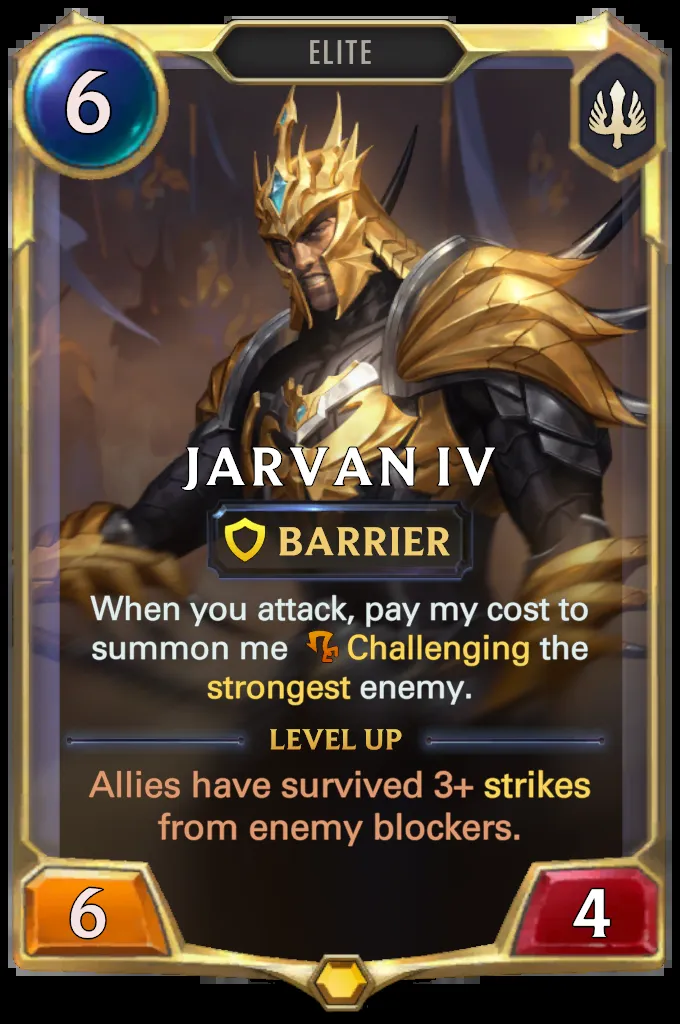 6
ELITE
JARVAN IV
BARRIER
When you attack, pay my cost to
summon me Challenging the
strongest enemy.
LEVEL UP
Allies have survived 3+ strikes
from enemy blockers.
6
4